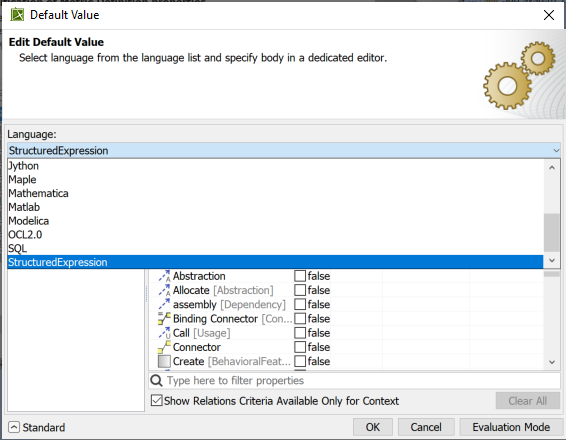 Default Value
Edit Default Value
Select language from the language list and specify body in a dedicated editor.
Language:
StructuredExpression
Jython
Maple
Mathematica
Matlab
Modelica
OCL2.0
SQL
StructuredExpression
Abstraction false
Allocate [Abstraction] false
assembly [Dependency] false
Binding Connector [Con... false
Call [Usage] false
Connector false
Create [BehavioralFeat... false
Type here to filter properties
Show Relations Criteria Available Only for Context
Clear All
Standard
OK
Cancel
Evaluation Mode